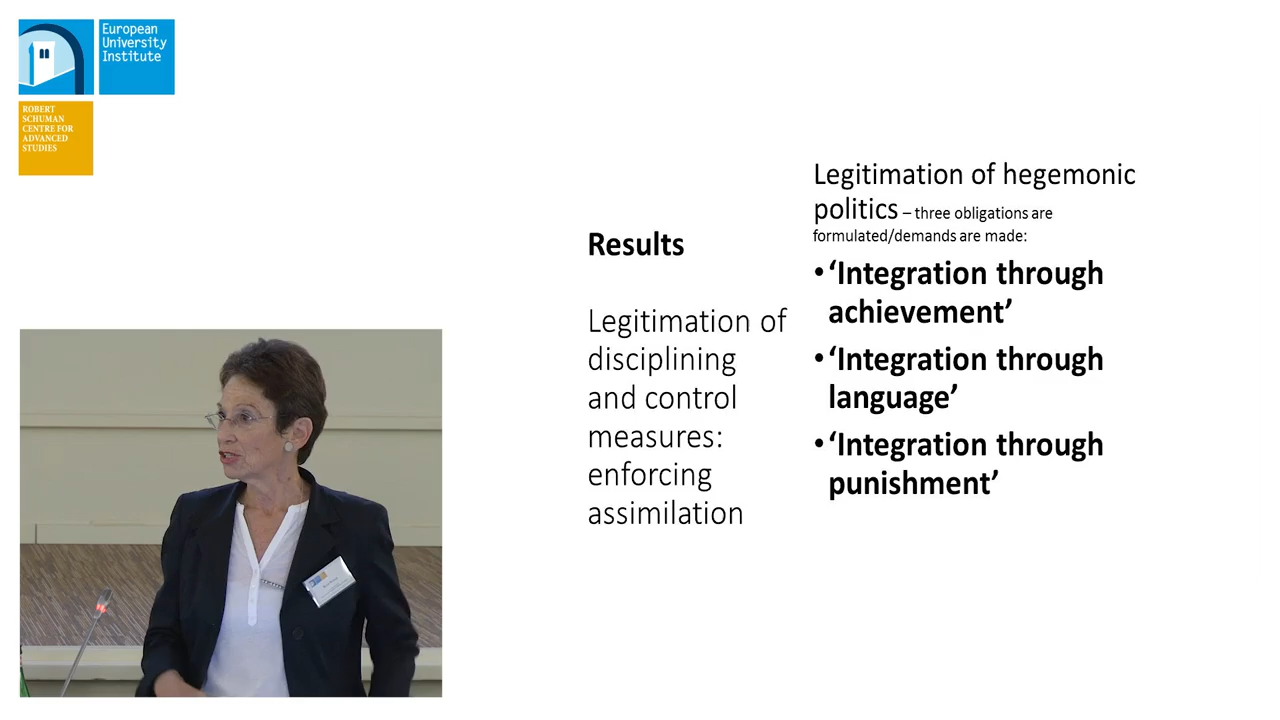 European
University
Institute
ROBERT
SCHUMAN
CENTRE FOR
ADVANCED
STUDIES
Results
Legitimation of
disciplining
and control
measures:
enforcing
assimilation
Legitimation of hegemonic
politics – three obligations are
formulated/demands are made:
•‘Integration through
achievement’
•‘Integration through
language’
•‘Integration through
punishment’